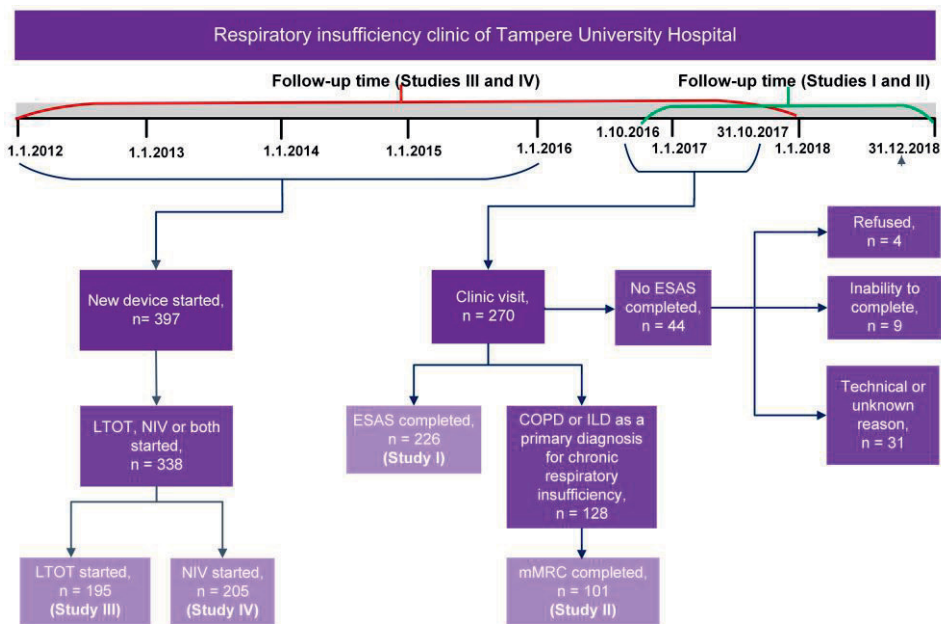 Respiratory insufficiency clinic of Tampere University Hospital
Follow-up time (Studies III and IV)
Follow-up time (Studies I and II)
1.1.2012
1.1.2013
1.1.2014
1.1.2015
1.1.2016
1.10.2016
1.1.2017
31.10.2017
1.1.2018
31.12.2018
New device started,
n= 397
LTOT, NIV or both
started,
n = 338
LTOT started,
n = 195
(Study III)
NIV started,
n = 205
(Study IV)
Clinic visit,
n = 270
No ESAS
completed,
n = 44
Refused,
n = 4
Inability to
complete,
n = 9
Technical or
unknown
reason,
n = 31
ESAS completed,
n = 226
(Study I)
COPD or ILD as a
primary diagnosis
for chronic
respiratory
insufficiency,
n = 128
mMRC completed,
n = 101
(Study II)